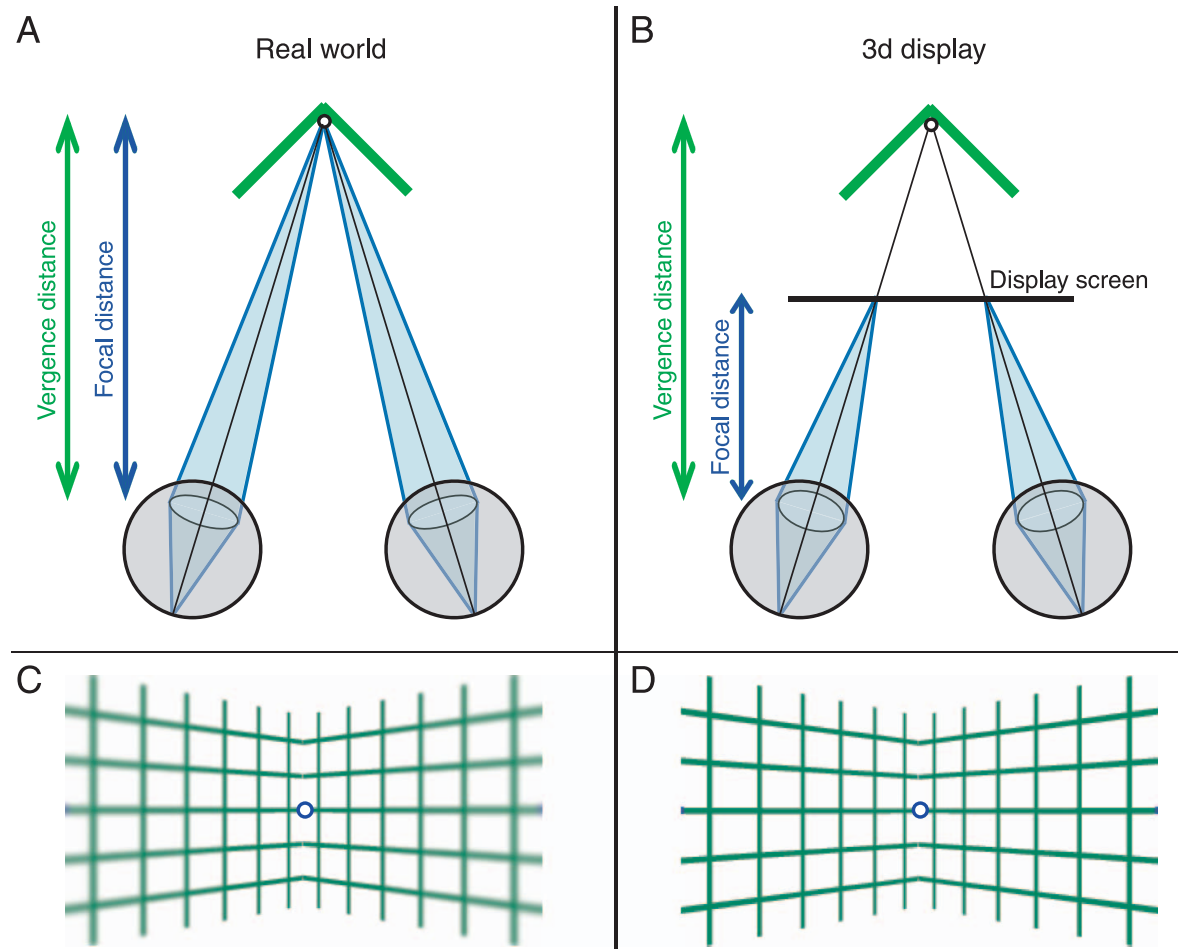 A
Real world
Vergence distance
Focal distance
B
3d display
Vergence distance
Focal distance
Display screen
C
D